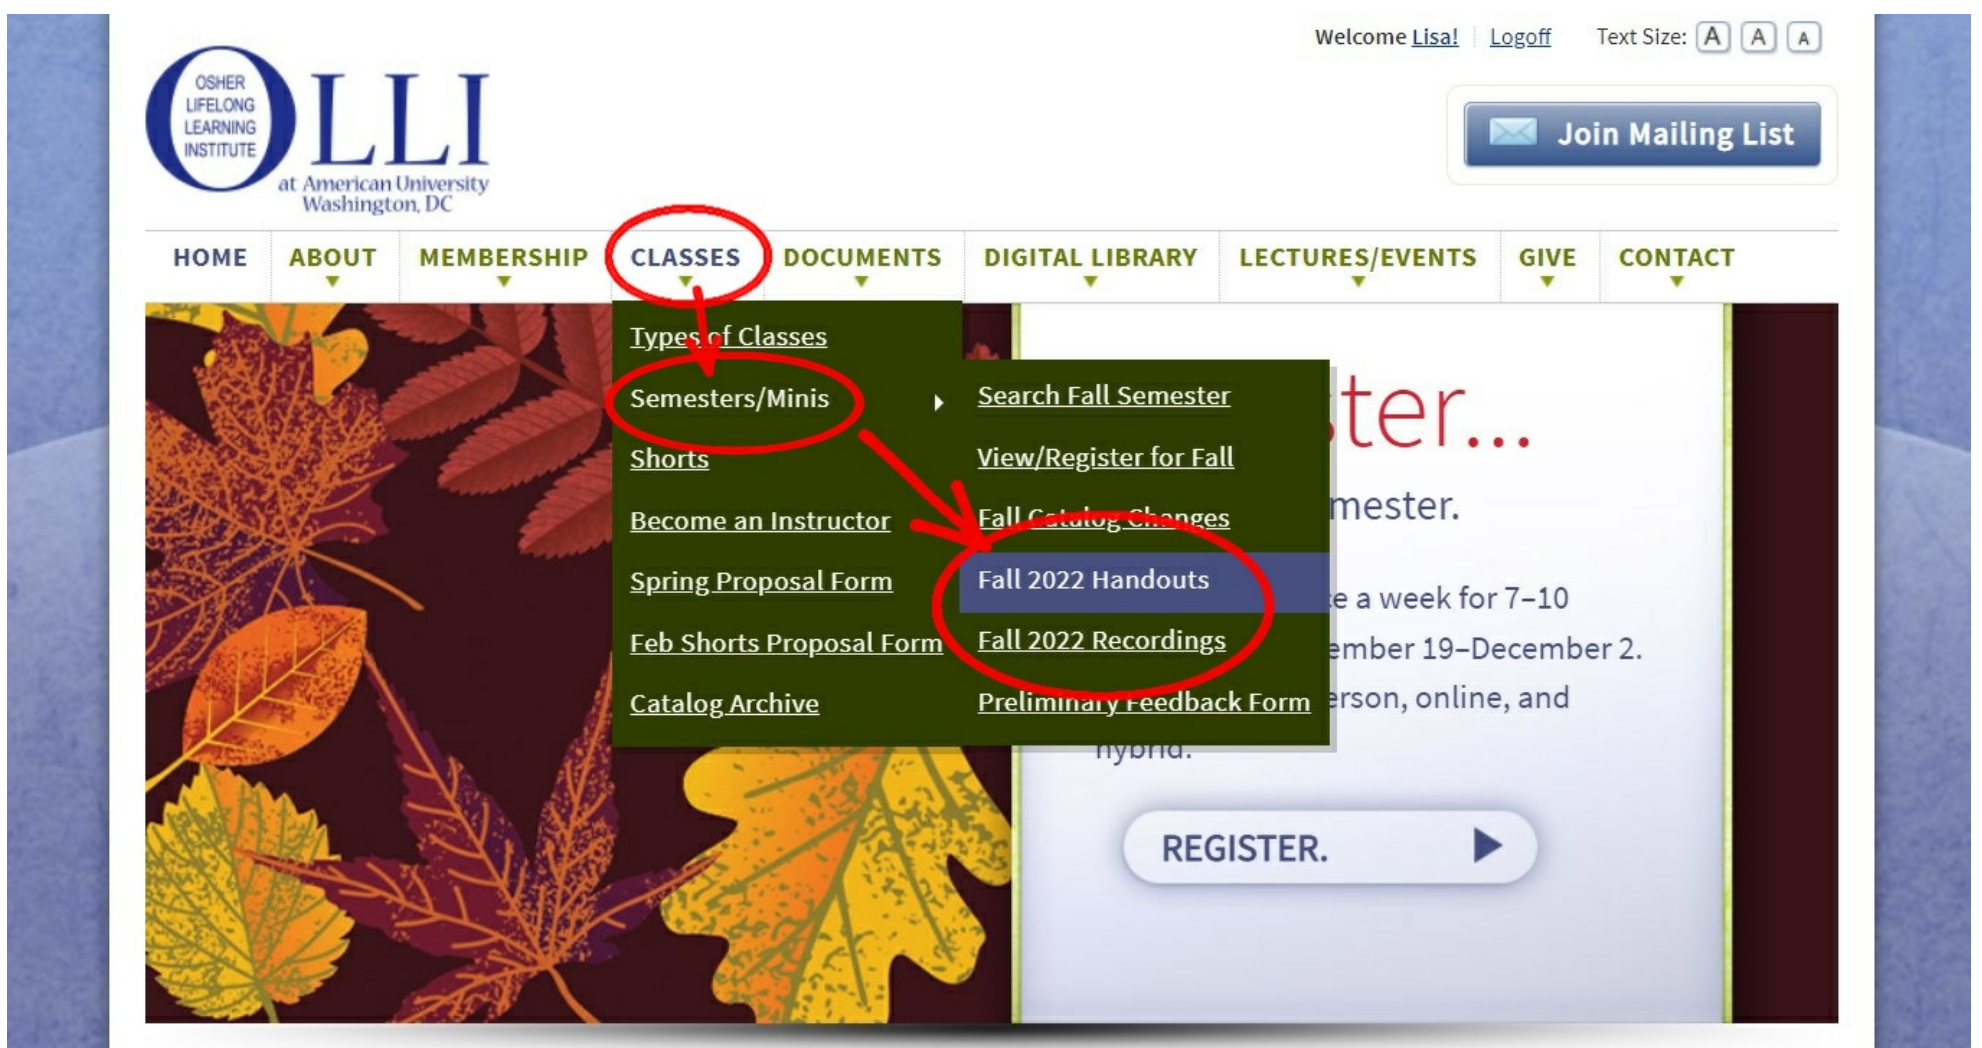 Welcome Lisa! Logoff Text Size: A A A
OSHER
LIFELONG
LEARNING
INSTITUTE
OLLI
at American University
Washington, DC
Join Mailing List
HOME ABOUT MEMBERSHIP CLASSES DOCUMENTS DIGITAL LIBRARY LECTURES/EVENTS GIVE CONTACT
Types of Classes
Semesters/Minis
Shorts
Become an Instructor
Spring Proposal Form
Feb Shorts Proposal Form
Catalog Archive
Search Fall Semester
View/Register for Fall
Fall Catalog Changes
Fall 2022 Handouts
Fall 2022 Recordings
Preliminary Feedback Form
ter...
mester.
e a week for 7–10
ember 19–December 2.
erson, online, and
hybrid.
REGISTER.